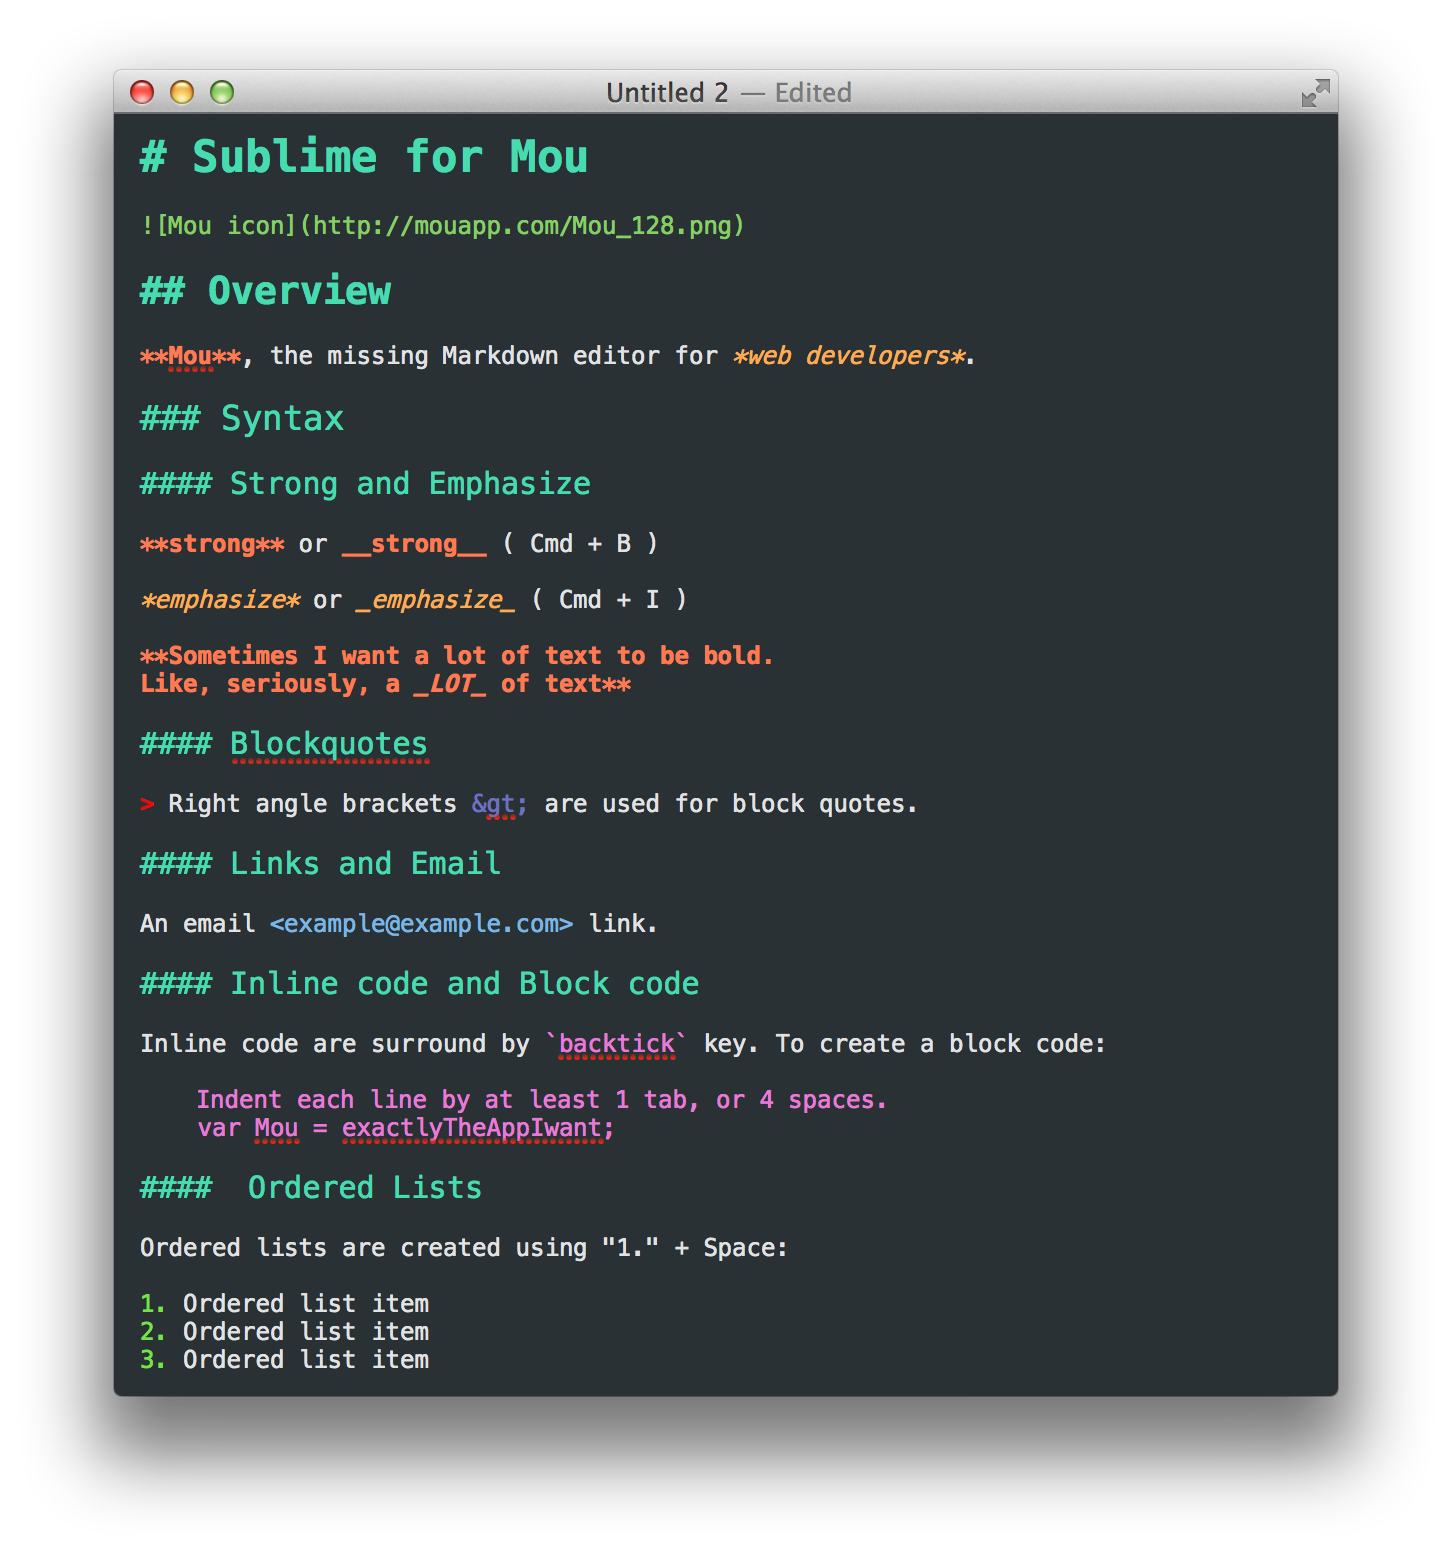 Untitled 2 — Edited
# Sublime for Mou
![Mou icon](http://mouapp.com/Mou_128.png)
## Overview
**Mou**, the missing Markdown editor for *web developers*.
### Syntax
#### Strong and Emphasize
**strong** or __strong__ ( Cmd + B )
*emphasize* or _emphasize_ ( Cmd + I )
**Sometimes I want a lot of text to be bold.
Like, seriously, a _LOT_ of text**
#### Blockquotes
> Right angle brackets &gt; are used for block quotes.
#### Links and Email
An email <example@example.com> link.
#### Inline code and Block code
Inline code are surround by `backtick` key. To create a block code:
    Indent each line by at least 1 tab, or 4 spaces.
    var Mou = exactlyTheAppIwant;
####  Ordered Lists
Ordered lists are created using "1." + Space:
1. Ordered list item
2. Ordered list item
3. Ordered list item